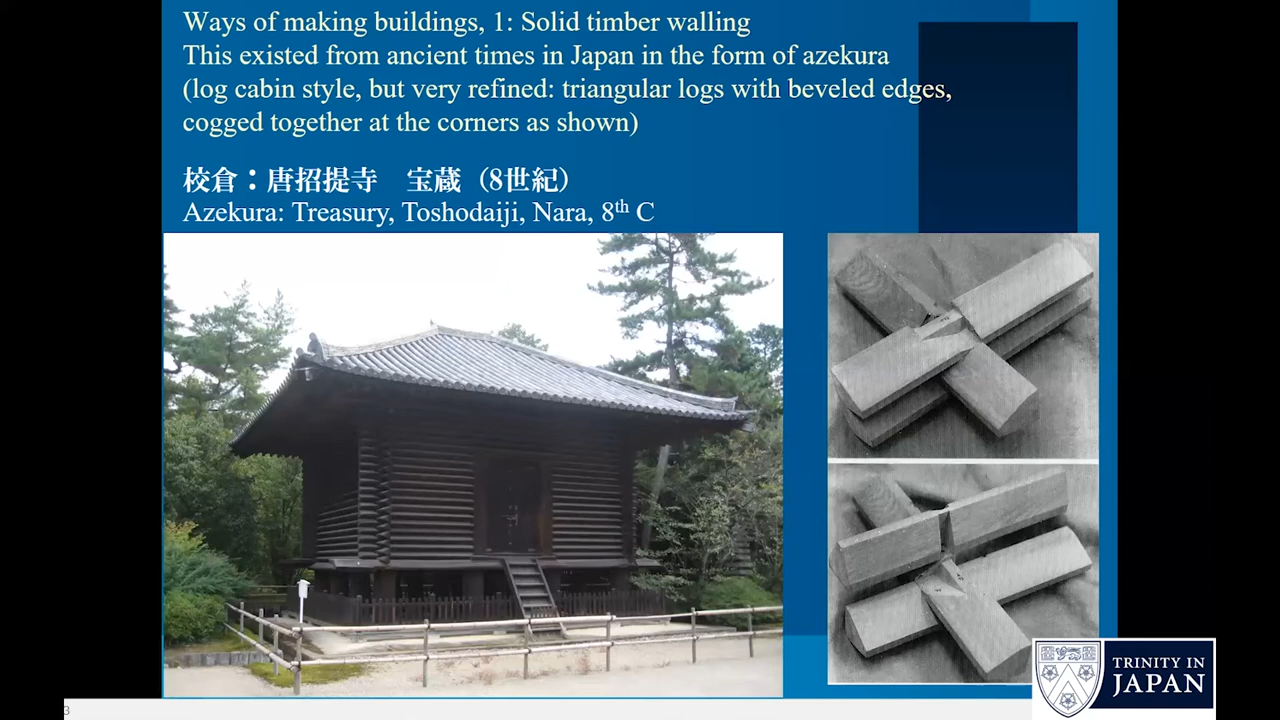 Ways of making buildings, 1: Solid timber walling
This existed from ancient times in Japan in the form of azekura
(log cabin style, but very refined: triangular logs with beveled edges,
cogged together at the corners as shown)
校倉：唐招提寺　宝蔵（8世紀）
Azekura: Treasury, Toshodaiji, Nara, 8th C
TRINITY IN
JAPAN
3